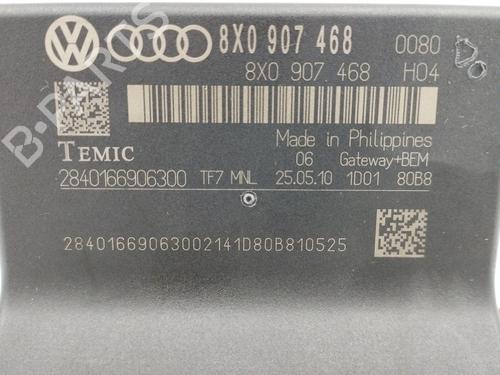 8X0 907 468 0080
8X0 907 468 H04
Made in Philippines
TEMIC 06 Gateway+BEM
2840166906300 TF7 MNL 25.05.10 1D01 80B8
28401669063002141D80B810525
B-PARTS